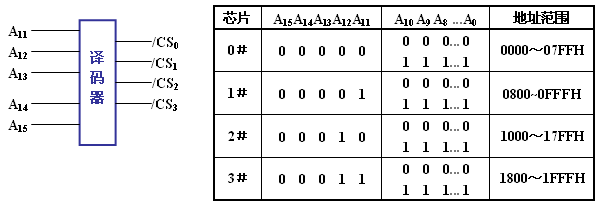 A11
A12
A13
A14
A15
译码器
/CS0
/CS1
/CS2
/CS3
芯片 A15A14A13A12A11 A10 A9 A8 ...A0 地址范围
0# 0 0 0 0 0 0 0 0...0 0000～07FFH
1 1 1...1
1# 0 0 0 0 1 0 0 0...0 0800~0FFFH
1 1 1...1
2# 0 0 0 1 0 0 0 0...0 1000～17FFH
1 1 1...1
3# 0 0 0 1 1 0 0 0...0 1800～1FFFH
1 1 1...1